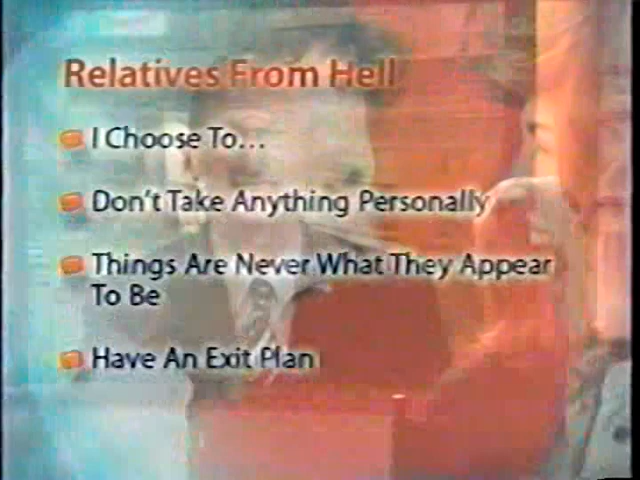 Relatives From Hell
I Choose To...
Don't Take Anything Personally
Things Are Never What They Appear
To Be
Have An Exit Plan